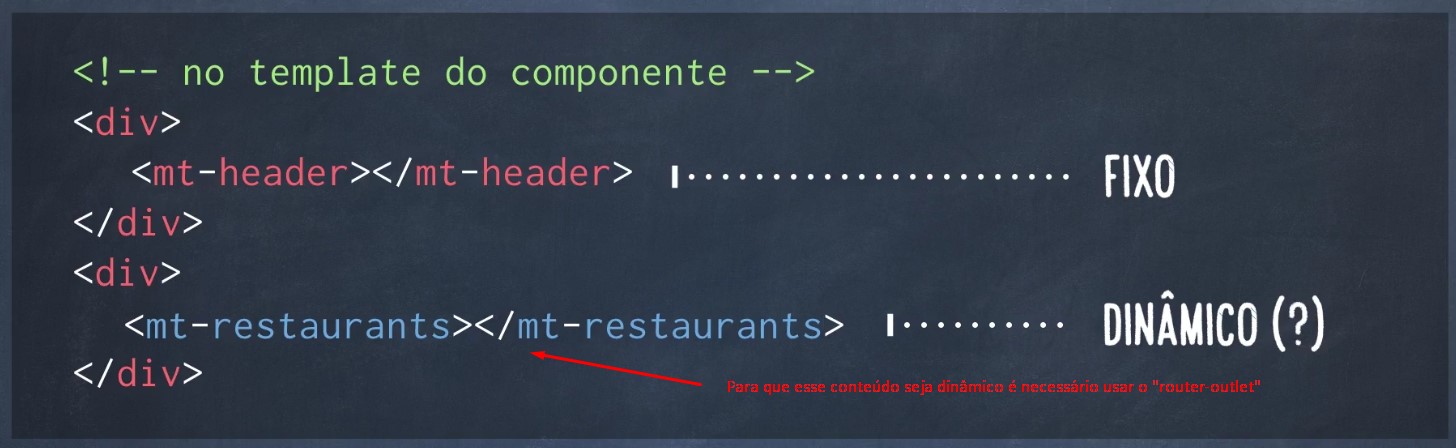 <!-- no template do componente -->
<div>
<mt-header></mt-header> FIXO
</div>
<div>
<mt-restaurants></mt-restaurants> DINÂMICO (?)
</div>
Para que esse conteúdo seja dinâmico é necessário usar o "router-outlet"